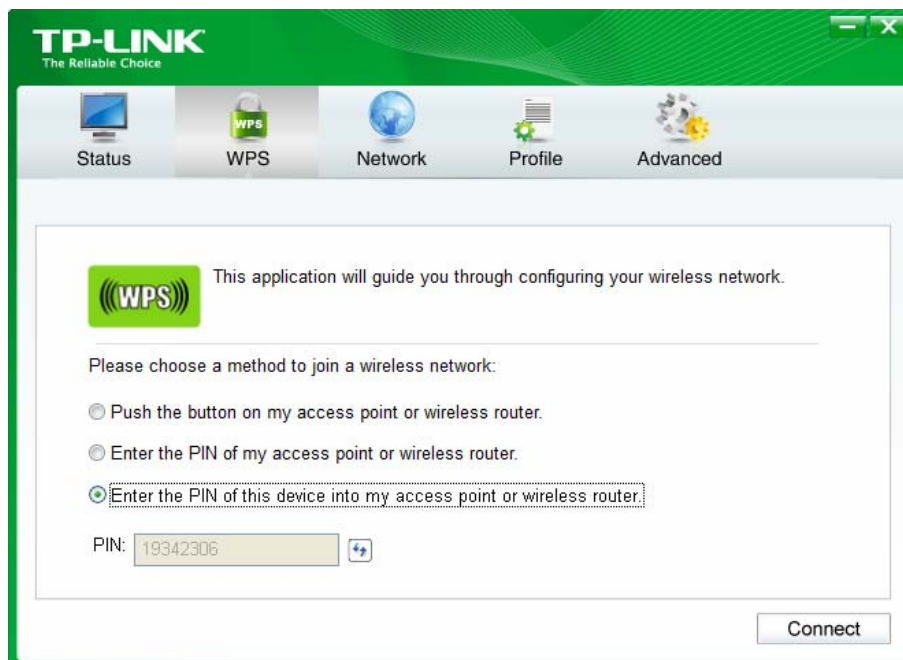 TP-LINK
The Reliable Choice
WPS
Status WPS Network Profile Advanced
WPS
This application will guide you through configuring your wireless network.
Please choose a method to join a wireless network:
Push the button on my access point or wireless router.
Enter the PIN of my access point or wireless router.
Enter the PIN of this device into my access point or wireless router.
PIN: 19342306
Connect